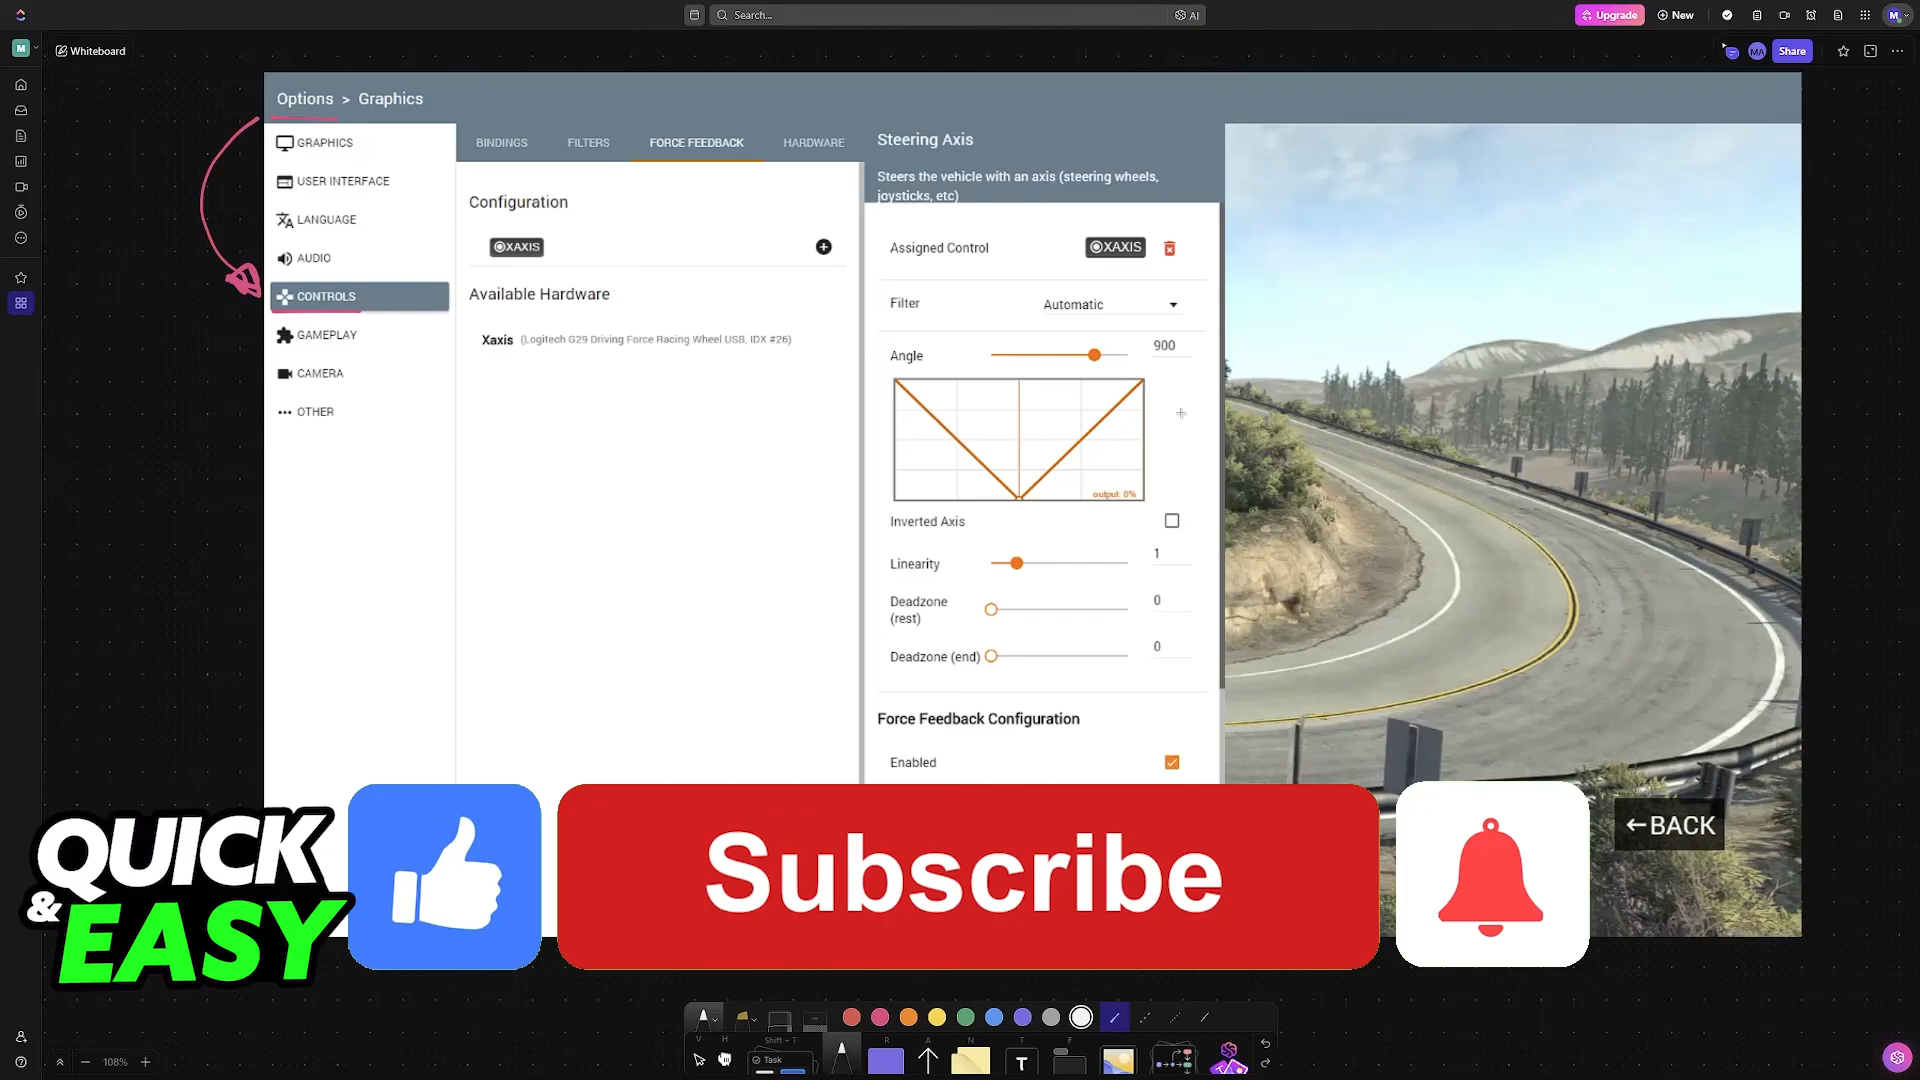 Search...
AI
Upgrade
New
M
M
Whiteboard
MA
Share
Options > Graphics
GRAPHICS
USER INTERFACE
LANGUAGE
AUDIO
CONTROLS
GAMEPLAY
CAMERA
OTHER
BINDINGS
FILTERS
FORCE FEEDBACK
HARDWARE
Configuration
XAXIS
Available Hardware
Xaxis (Logitech G29 Driving Force Racing Wheel USB, IDX #26)
Steering Axis
Steers the vehicle with an axis (steering wheels,
joysticks, etc)
Assigned Control
XAXIS
Filter
Automatic
Angle
900
output: 0%
Inverted Axis
Linearity
1
Deadzone
(rest)
0
Deadzone (end)
0
Force Feedback Configuration
Enabled
←BACK
QUICK
& EASY
Subscribe
V
H
Shift + T
R
A
N
T
F
Task
T
108%